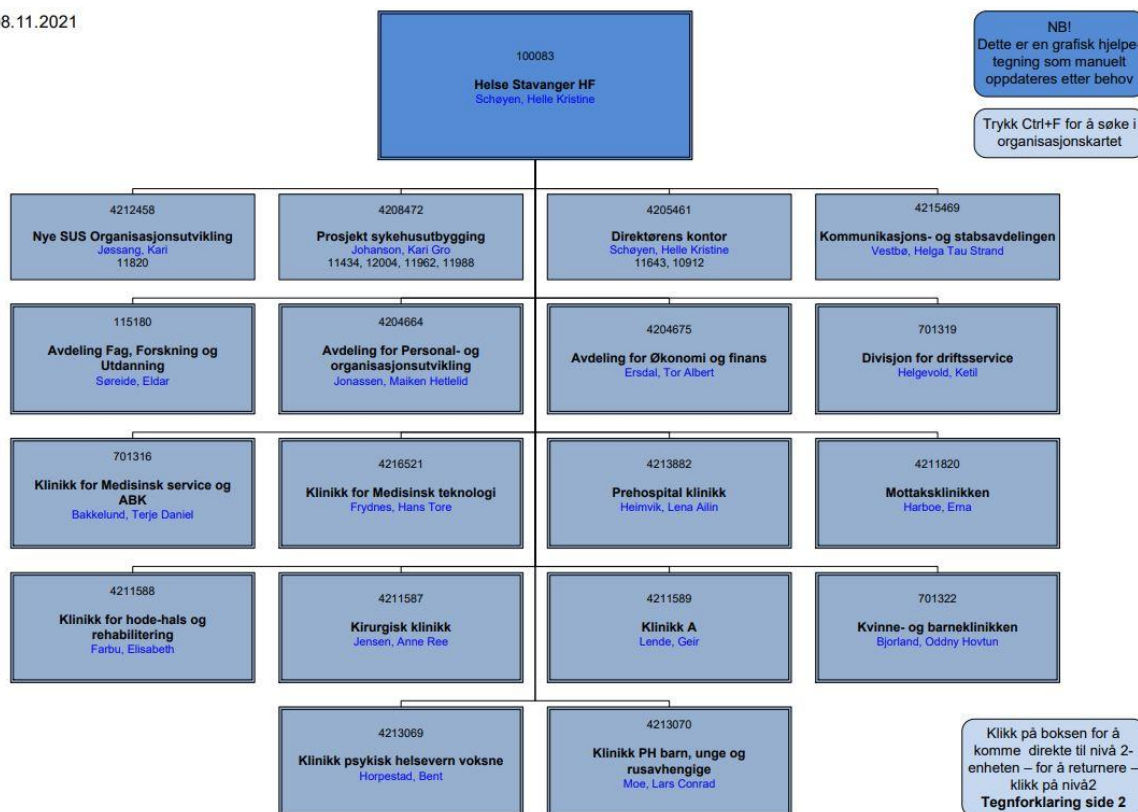 8.11.2021
NB!
Dette er en grafisk hjelpe
tegning som manuelt
oppdateres etter behov
100083
Helse Stavanger HF
Schøyen, Helle Kristine
Trykk Ctrl+F for å søke i
organisasjonskartet
4212458
Nye SUS Organisasjonsutvikling
Jøssang, Kari
11820
4208472
Prosjekt sykehusutbygging
Johanson, Kari Gro
11434, 12004, 11962, 11988
4205461
Direktørens kontor
Schøyen, Helle Kristine
11643, 10912
4215469
Kommunikasjons- og stabsavdelingen
Vestbø, Helga Tau Strand
115180
Avdeling Fag, Forskning og
Utdanning
Søreide, Eldar
4204664
Avdeling for Personal- og
organisasjonsutvikling
Jonassen, Maiken Hetlelid
4204675
Avdeling for Økonomi og finans
Ersdal, Tor Albert
701319
Divisjon for driftsservice
Helgevold, Ketil
701316
Klinikk for Medisinsk service og
ABK
Bakkelund, Terje Daniel
4216521
Klinikk for Medisinsk teknologi
Frydnes, Hans Tore
4213882
Prehospital klinikk
Heimvik, Lena Ailin
4211820
Mottaksklinikken
Harboe, Erna
4211588
Klinikk for hode-hals og
rehabilitering
Farbu, Elisabeth
4211587
Kirurgisk klinikk
Jensen, Anne Ree
4211589
Klinikk A
Lende, Geir
701322
Kvinne- og barneklinikken
Bjorland, Oddny Hovtun
4213069
Klinikk psykisk helsevern voksne
Horpestad, Bent
4213070
Klinikk PH barn, unge og
rusavhengige
Moe, Lars Conrad
Klikk på boksen for å
komme direkte til nivå 2-
enheten – for å returnere –
klikk på nivå2
Tegnforklaring side 2